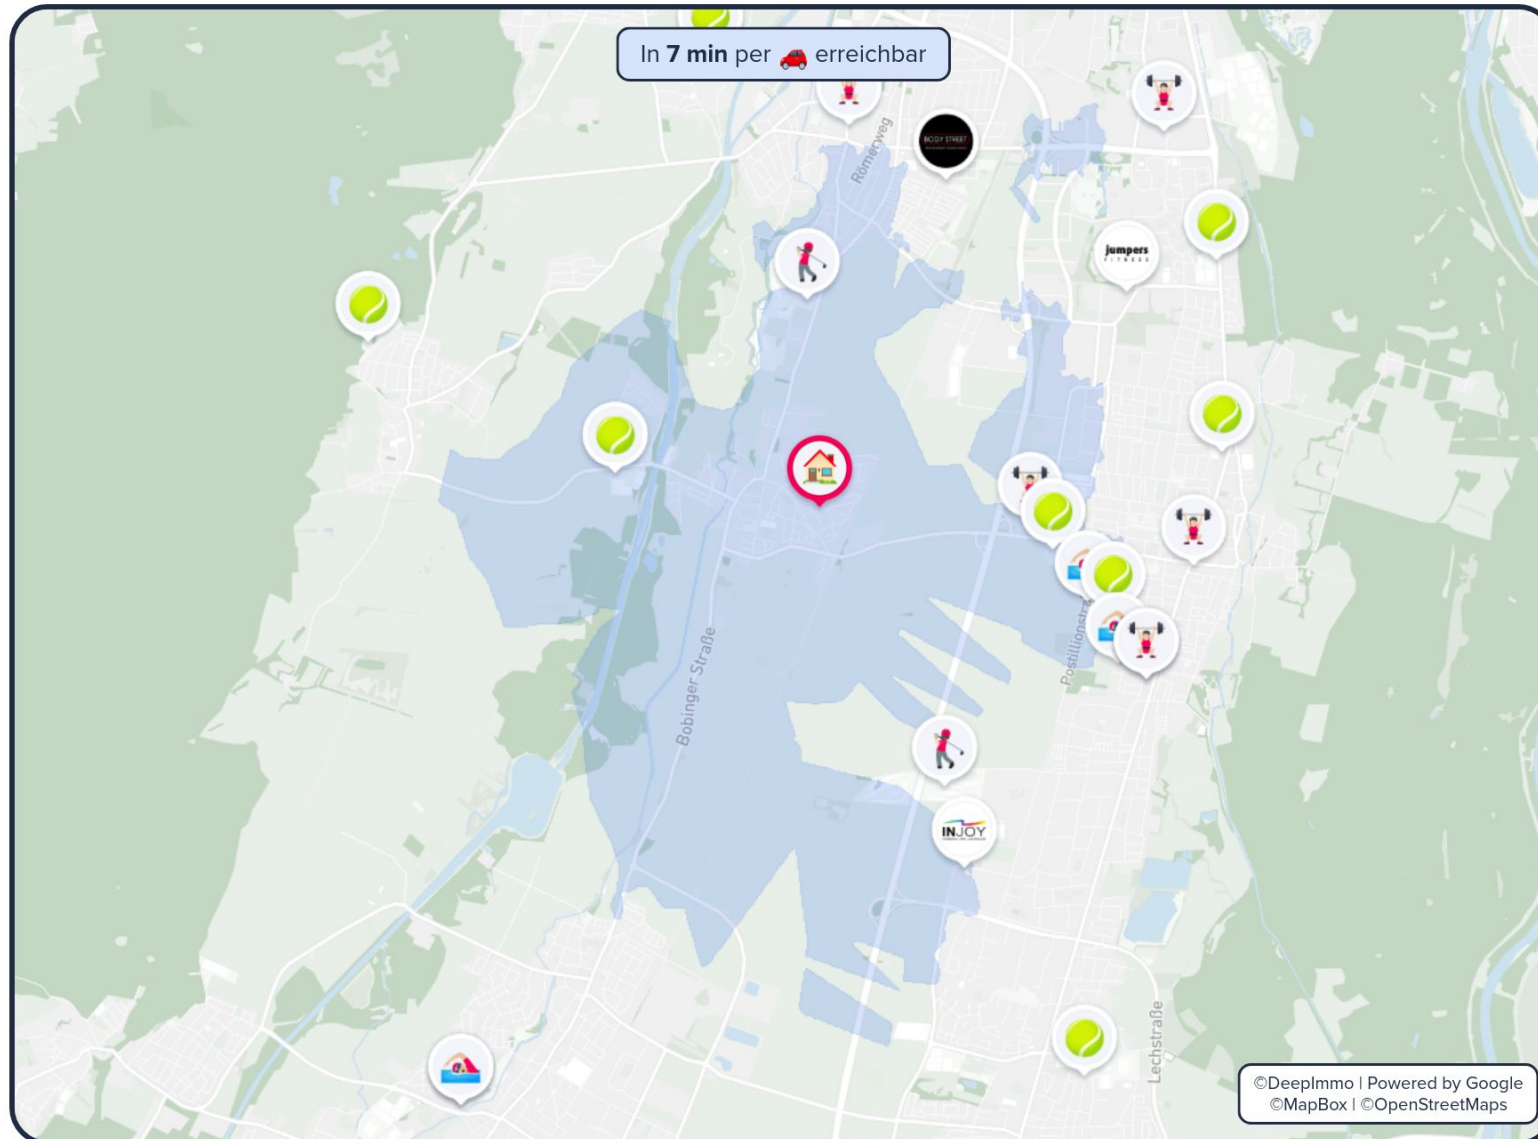 In 7 min per erreichbar
Römerweg
BODY STREET
jumpers
FITNESS
Postillionstra
Bobinger Straße
INJOY
Lechstraße
©DeepImmo | Powered by Google
©MapBox | ©OpenStreetMaps